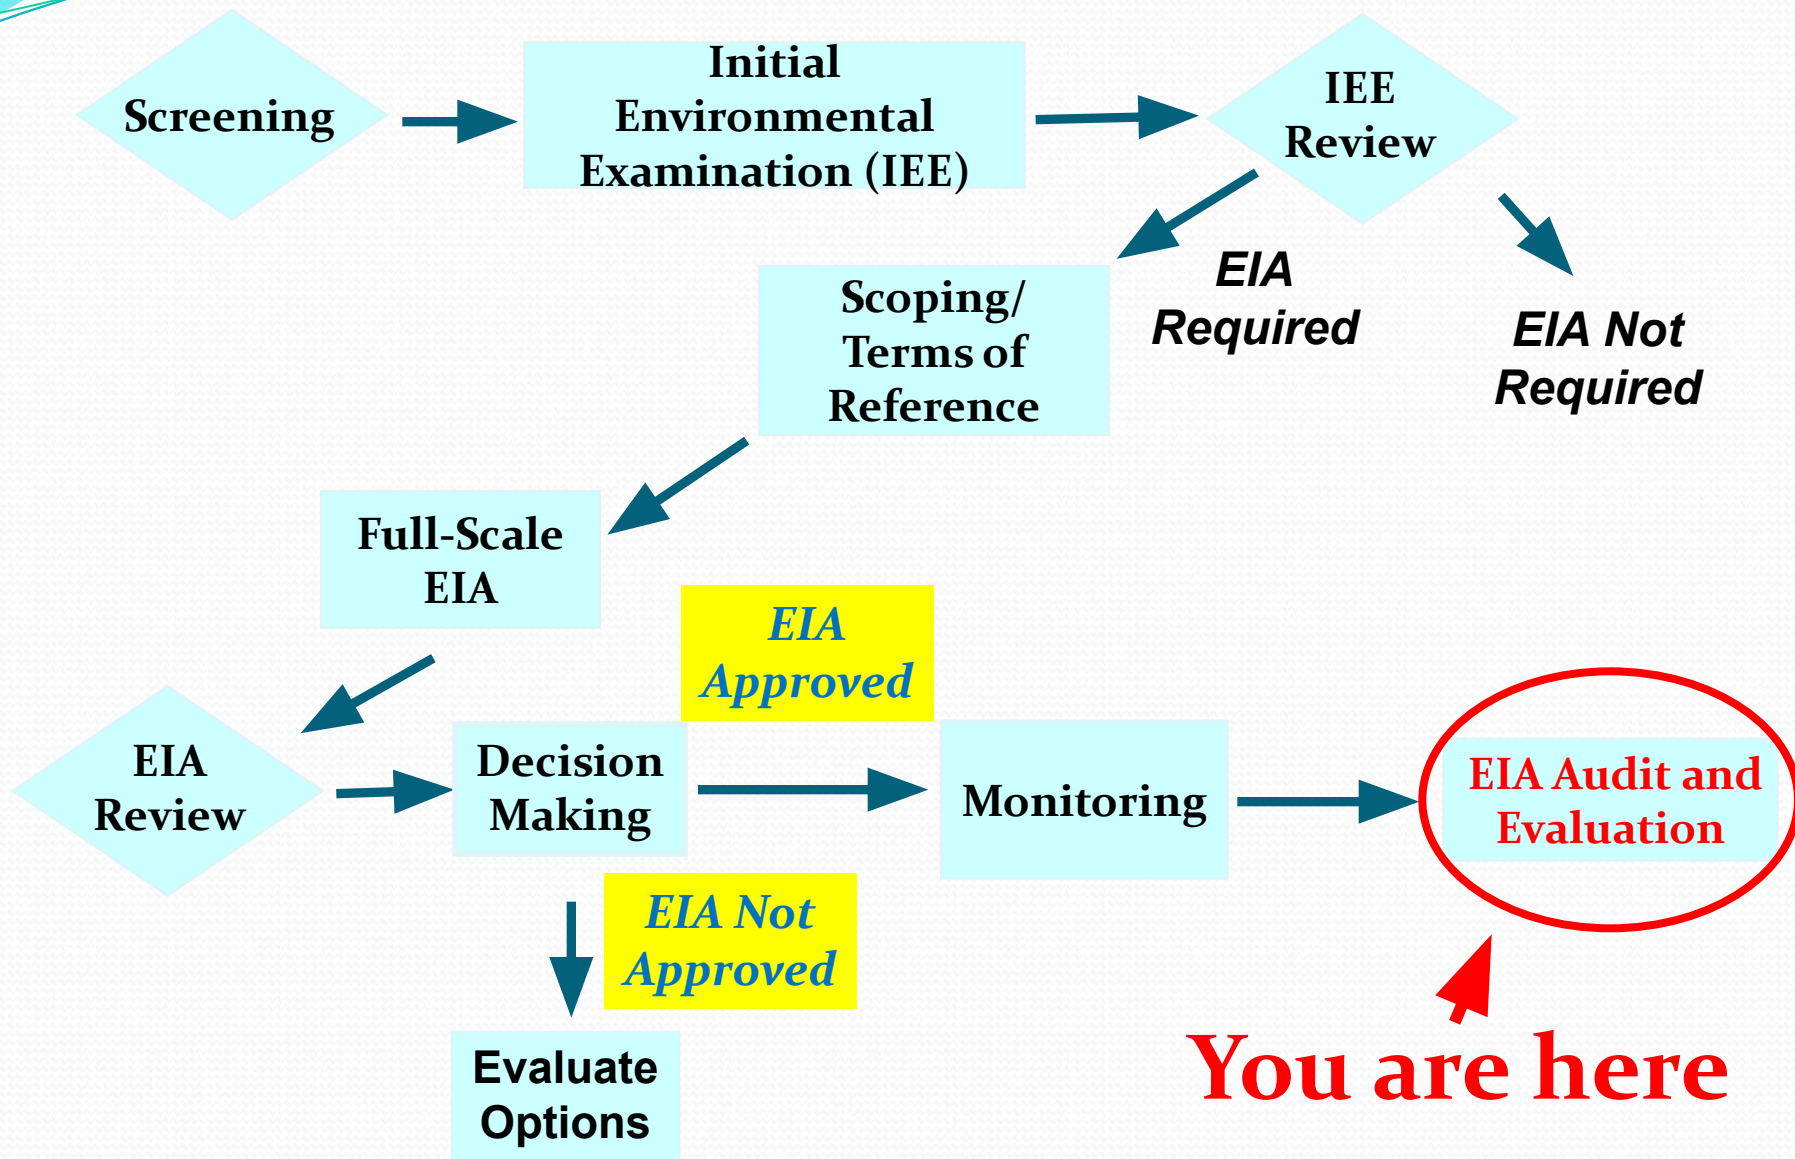 Screening
Initial
Environmental
Examination (IEE)
IEE
Review
EIA
Required
EIA Not
Required
Scoping/
Terms of
Reference
Full-Scale
EIA
EIA
Approved
EIA
Review
Decision
Making
Monitoring
EIA Audit and
Evaluation
EIA Not
Approved
Evaluate
Options
You are here